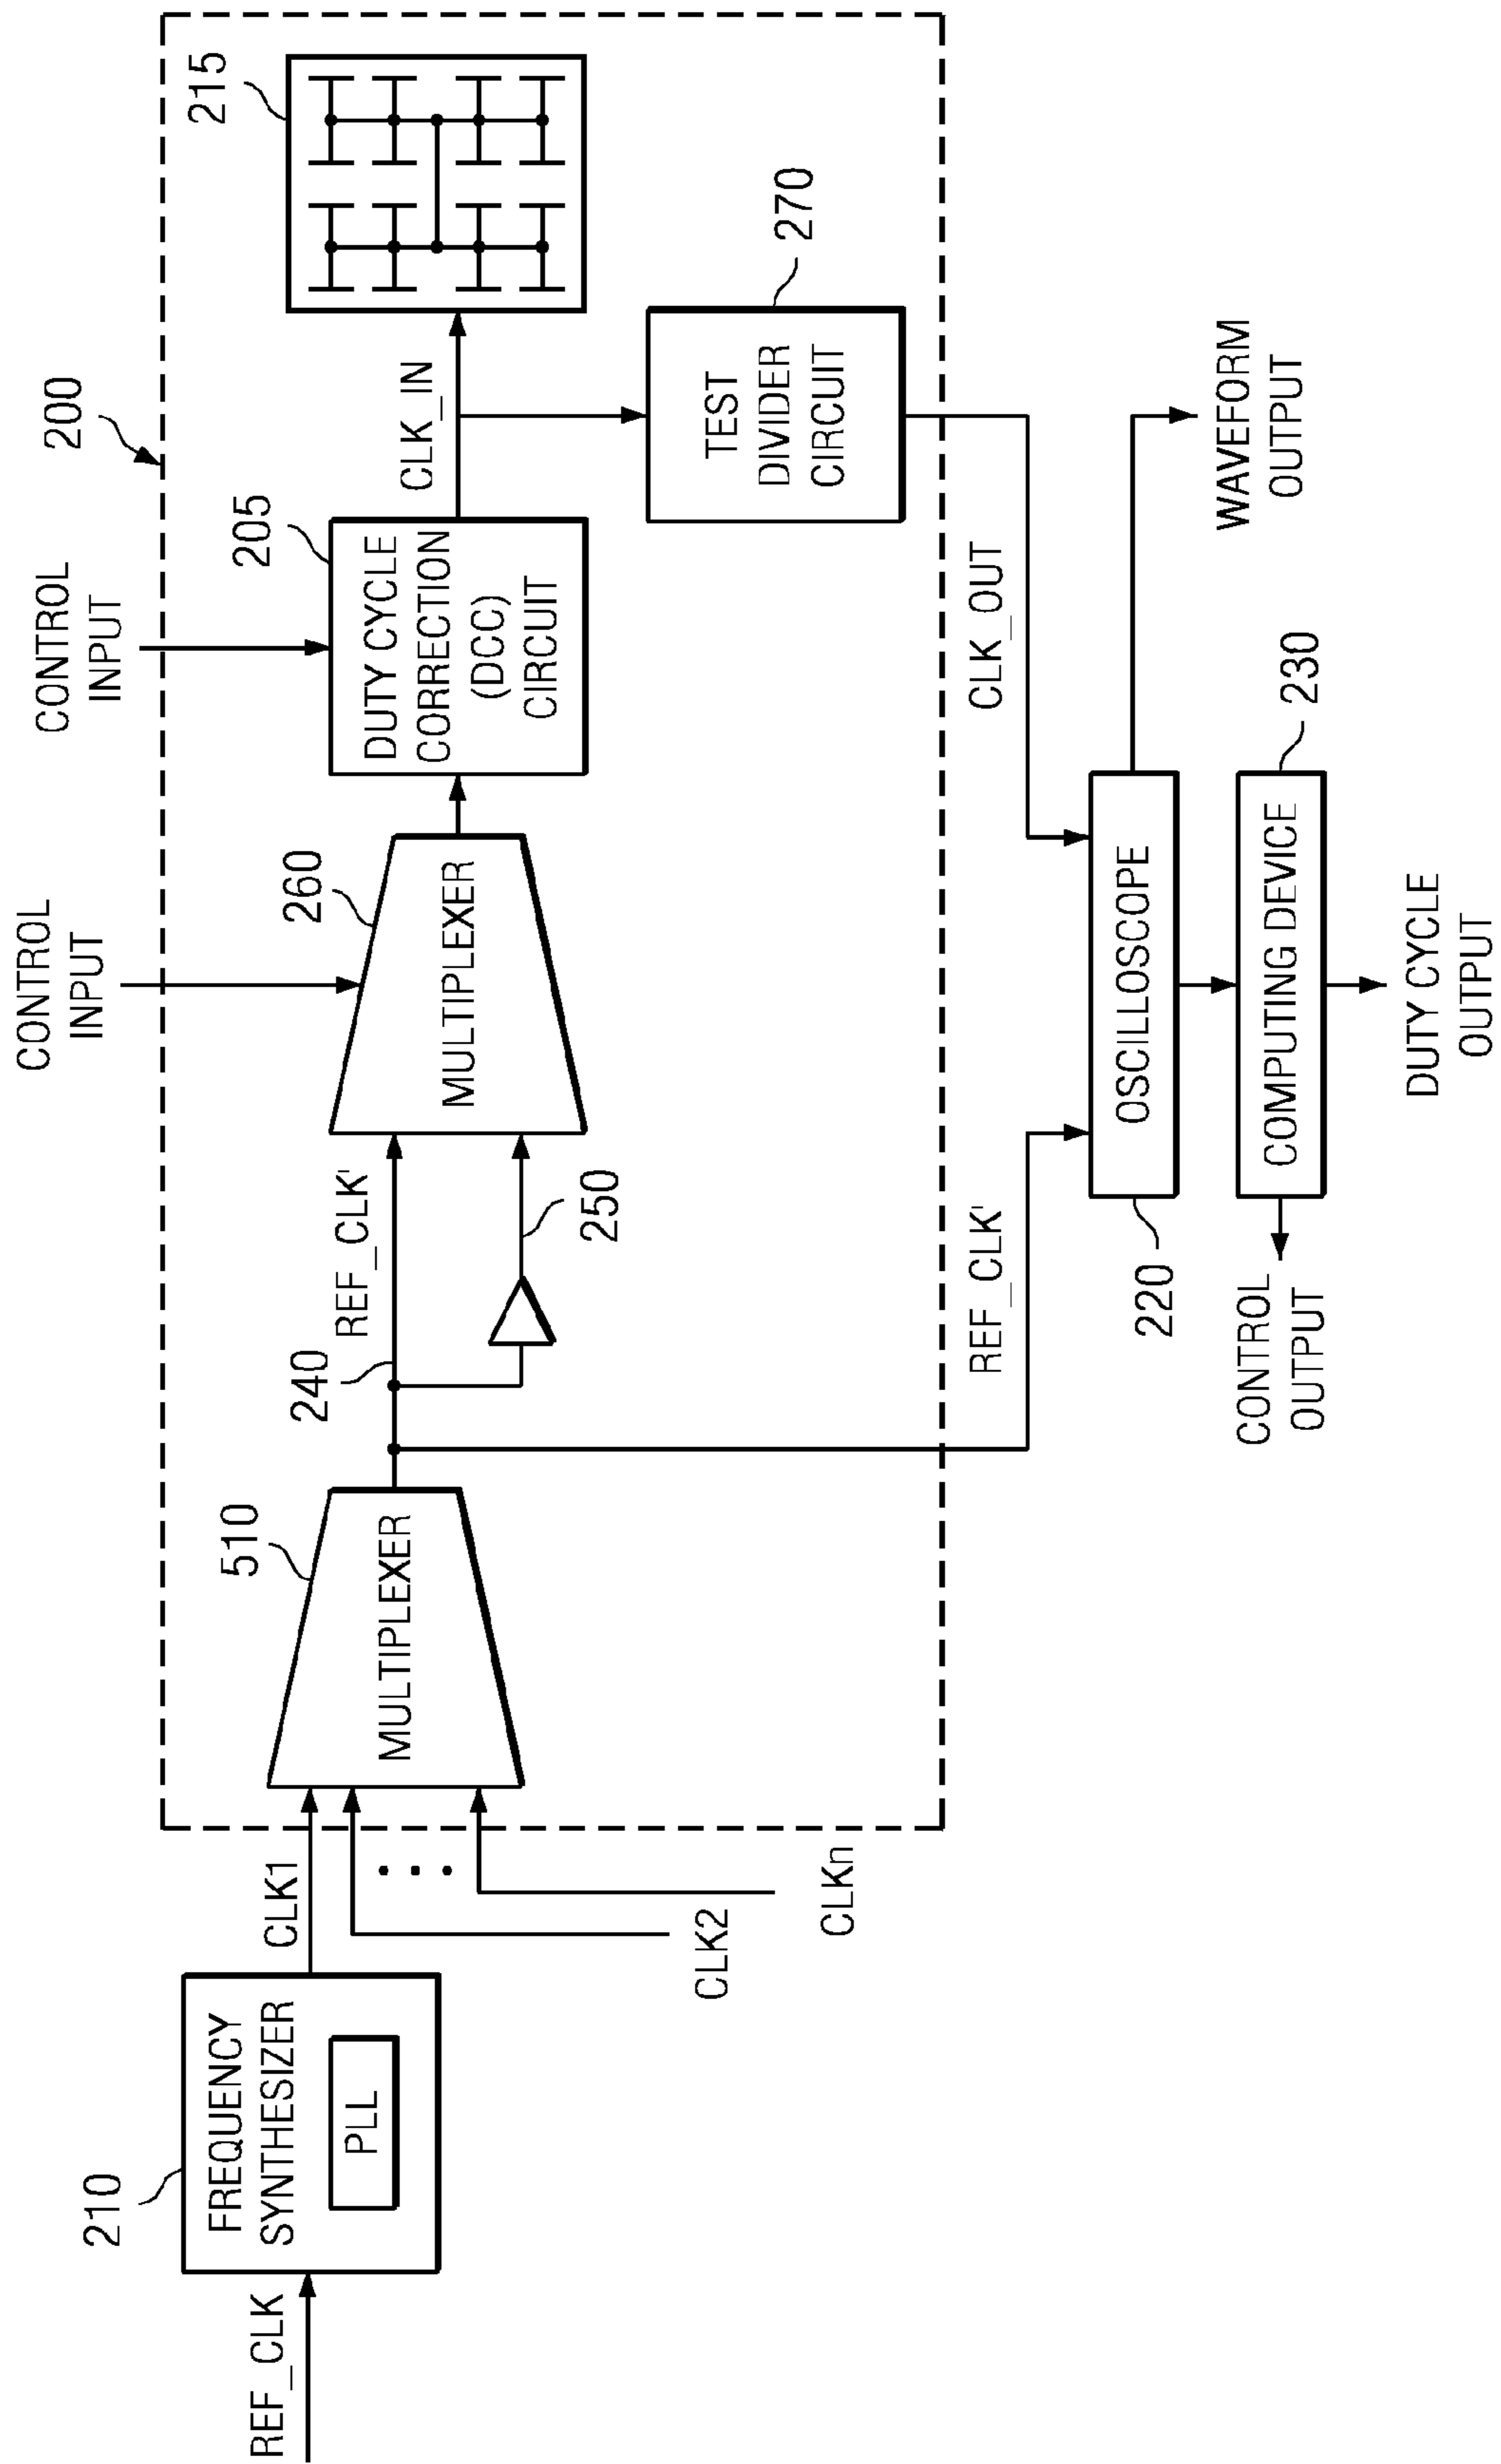 200
CONTROL
INPUT
CONTROL
INPUT
REF_CLK
210
FREQUENCY
SYNTHESIZER
PLL
CLK1
CLK2
CLKn
510
MULTIPLEXER
240
REF_CLK'
250
260
MULTIPLEXER
205
DUTY CYCLE
CORRECTION
(DCC)
CIRCUIT
CLK_IN
215
TEST
DIVIDER
CIRCUIT
270
REF_CLK'
CLK_OUT
220
OSCILLOSCOPE
WAVEFORM
OUTPUT
COMPUTING DEVICE
230
CONTROL
OUTPUT
DUTY CYCLE
OUTPUT